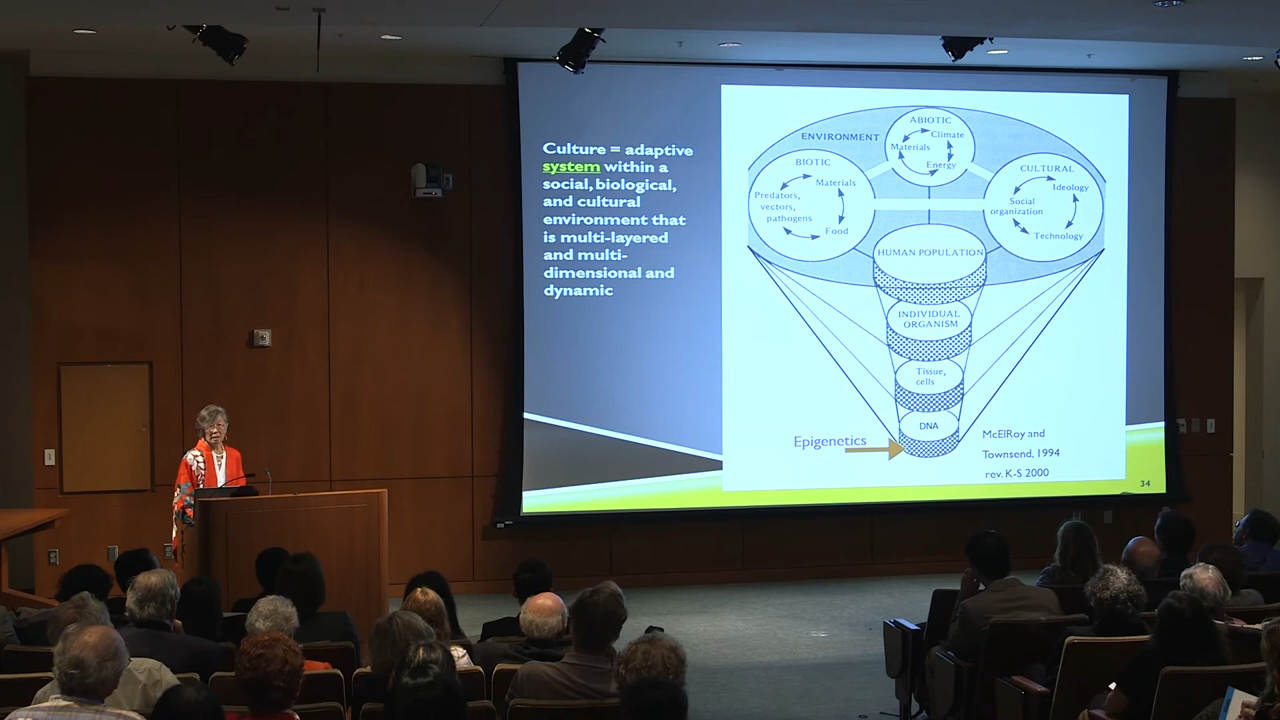 Culture = adaptive
system within a
social, biological,
and cultural
environment that
is multi-layered
and multi-
dimensional and
dynamic
ENVIRONMENT
ABIOTIC
Climate
Materials
Energy
BIOTIC
Materials
Predators,
vectors,
pathogens
Food
CULTURAL
Ideology
Social
organization
Technology
HUMAN POPULATION
INDIVIDUAL
ORGANISM
Tissue,
cells
DNA
Epigenetics
McElRoy and
Townsend, 1994
rev. K-S 2000
34